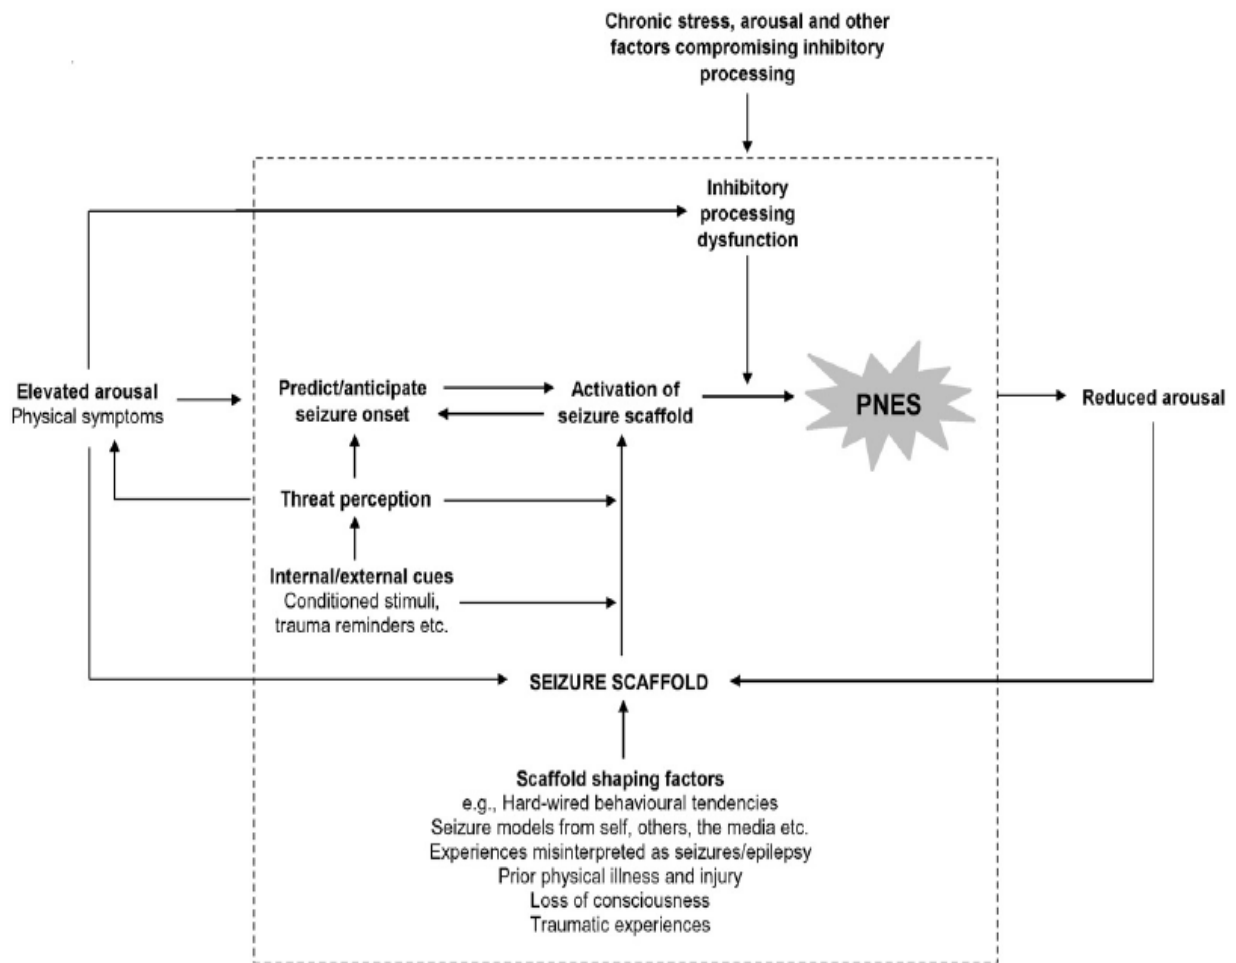 Chronic stress, arousal and other
factors compromising inhibitory
processing
Inhibitory
processing
dysfunction
Elevated arousal
Physical symptoms
Predict/anticipate
seizure onset
Activation of
seizure scaffold
PNES
Reduced arousal
Threat perception
Internal/external cues
Conditioned stimuli,
trauma reminders etc.
SEIZURE SCAFFOLD
Scaffold shaping factors
e.g., Hard-wired behavioural tendencies
Seizure models from self, others, the media etc.
Experiences misinterpreted as seizures/epilepsy
Prior physical illness and injury
Loss of consciousness
Traumatic experiences